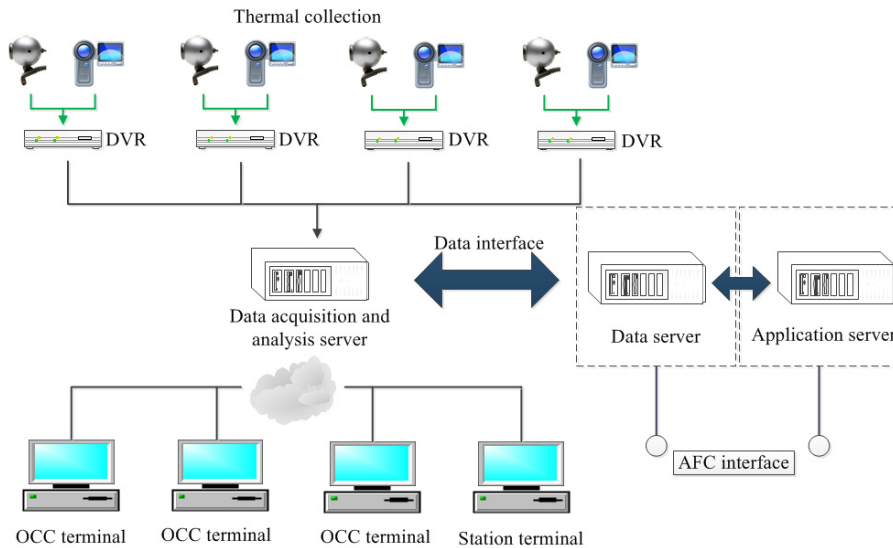 Thermal collection
DVR
DVR
DVR
DVR
Data interface
Data acquisition and
analysis server
Data server
Application server
AFC interface
OCC terminal
OCC terminal
OCC terminal
Station terminal